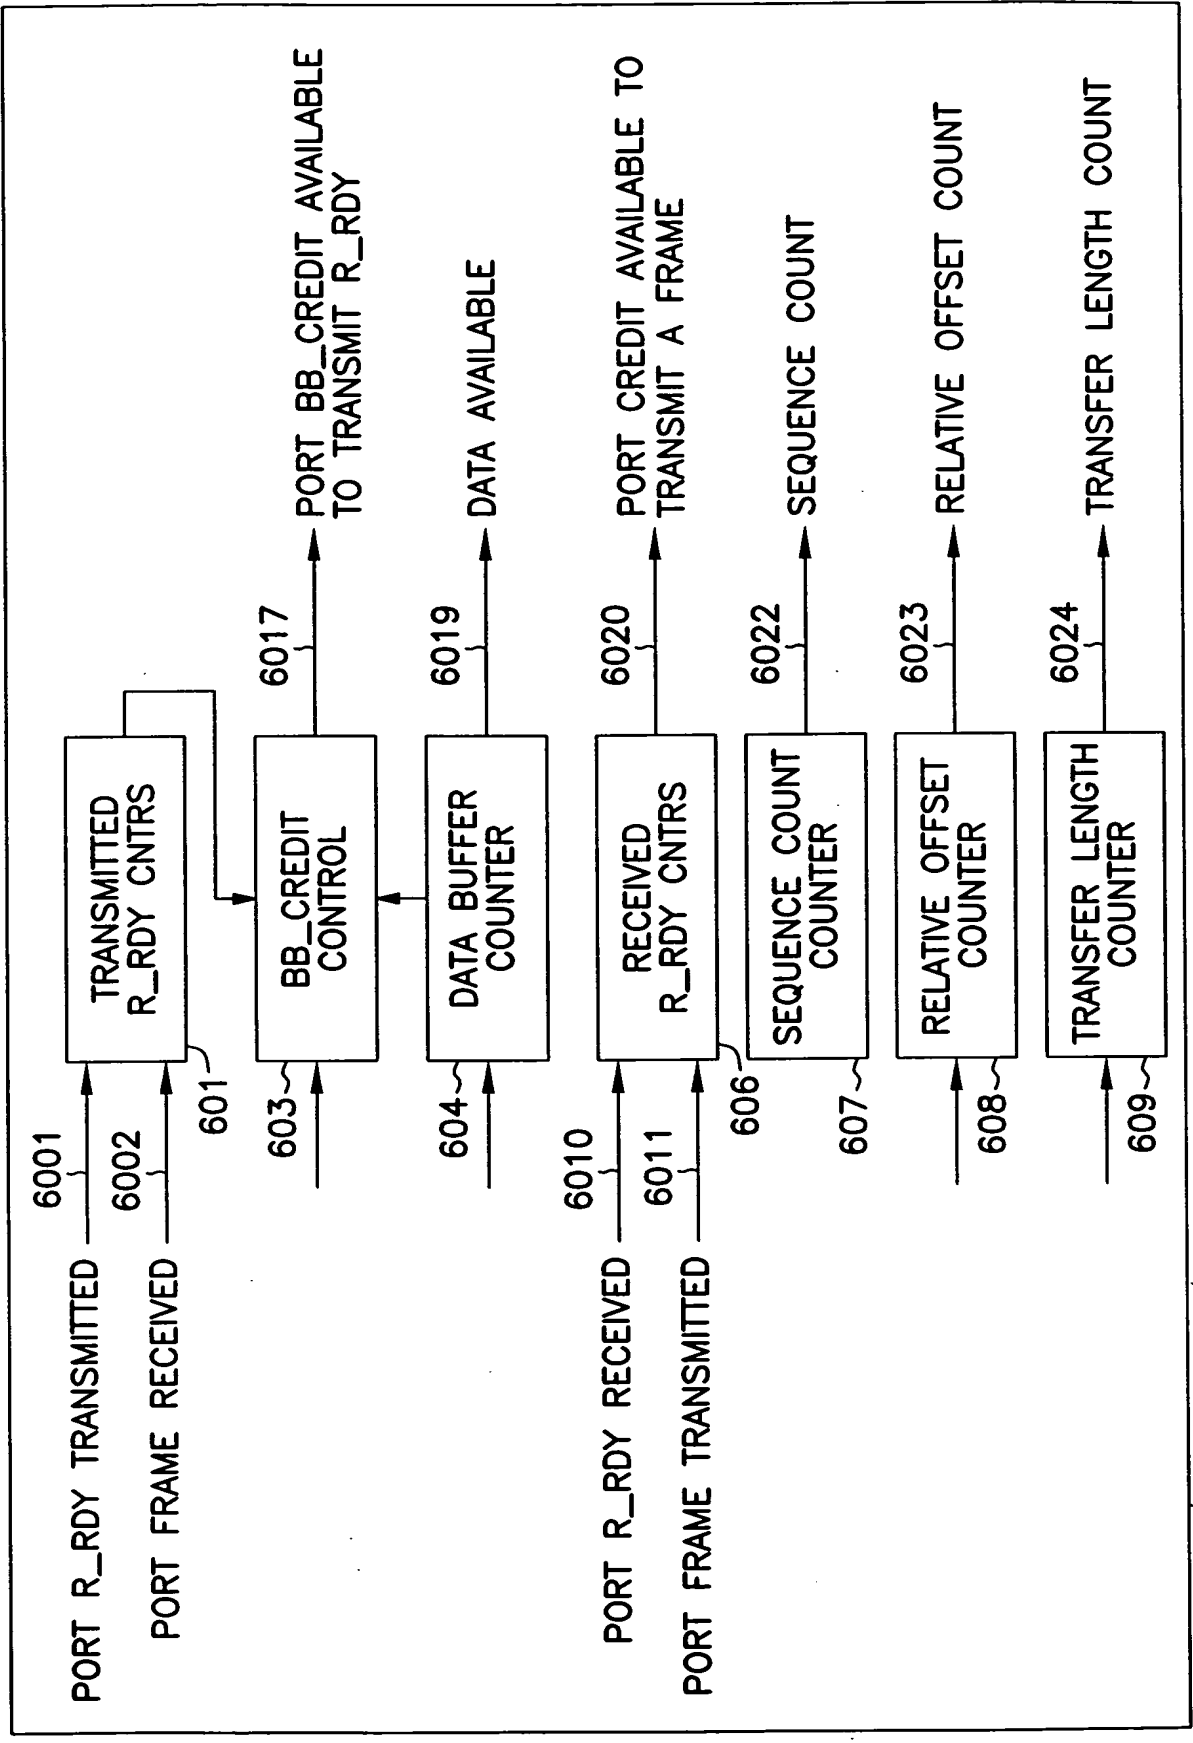 PORT R_RDY TRANSMITTED
6001
PORT FRAME RECEIVED
6002
TRANSMITTED
R_RDY CNTRS
601
603
BB_CREDIT
CONTROL
6017
PORT BB_CREDIT AVAILABLE
TO TRANSMIT R_RDY
604
DATA BUFFER
COUNTER
6019
DATA AVAILABLE
PORT R_RDY RECEIVED
6010
PORT FRAME TRANSMITTED
6011
RECEIVED
R_RDY CNTRS
606
6020
PORT CREDIT AVAILABLE TO
TRANSMIT A FRAME
607
SEQUENCE COUNT
COUNTER
6022
SEQUENCE COUNT
608
RELATIVE OFFSET
COUNTER
6023
RELATIVE OFFSET COUNT
609
TRANSFER LENGTH
COUNTER
6024
TRANSFER LENGTH COUNT